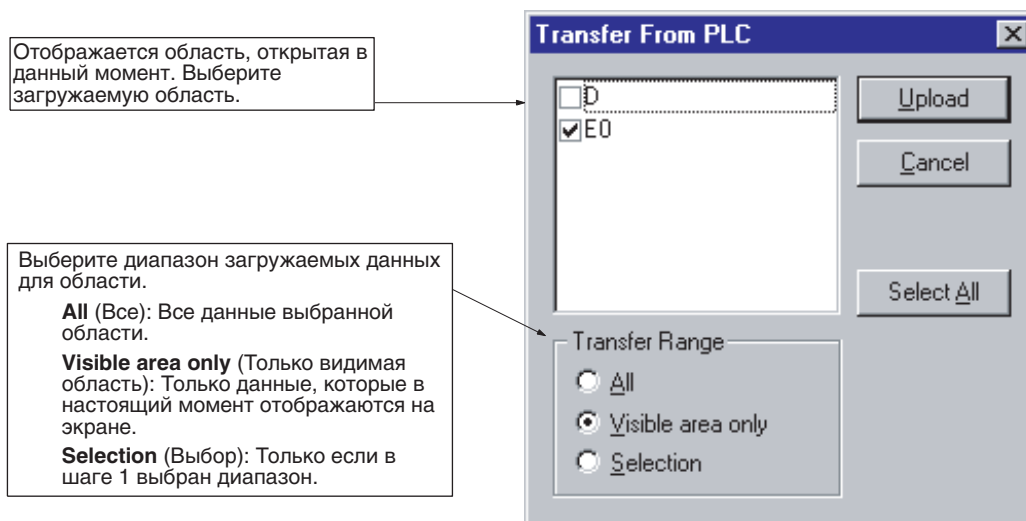 Отображается область, открытая в
данный момент. Выберите
загружаемую область.
Выберите диапазон загружаемых данных
для области.
All (Все): Все данные выбранной
области.
Visible area only (Только видимая
область): Только данные, которые в
настоящий момент отображаются на
экране.
Selection (Выбор): Только если в
шаге 1 выбран диапазон.
Transfer From PLC
D
E0
Upload
Cancel
Select All
Transfer Range
All
Visible area only
Selection